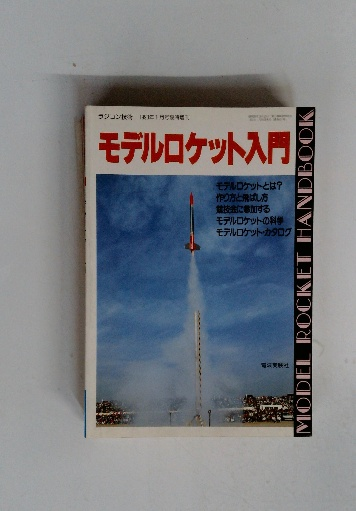 ラジコン技術
モデルロケット入門
モデルロケットとは?
作り方と飛ばし方
競技会に参加する
モデルロケットの科学
モデルロケット・カタログ
電波実験社
MODEL ROCKET HANDBOOK